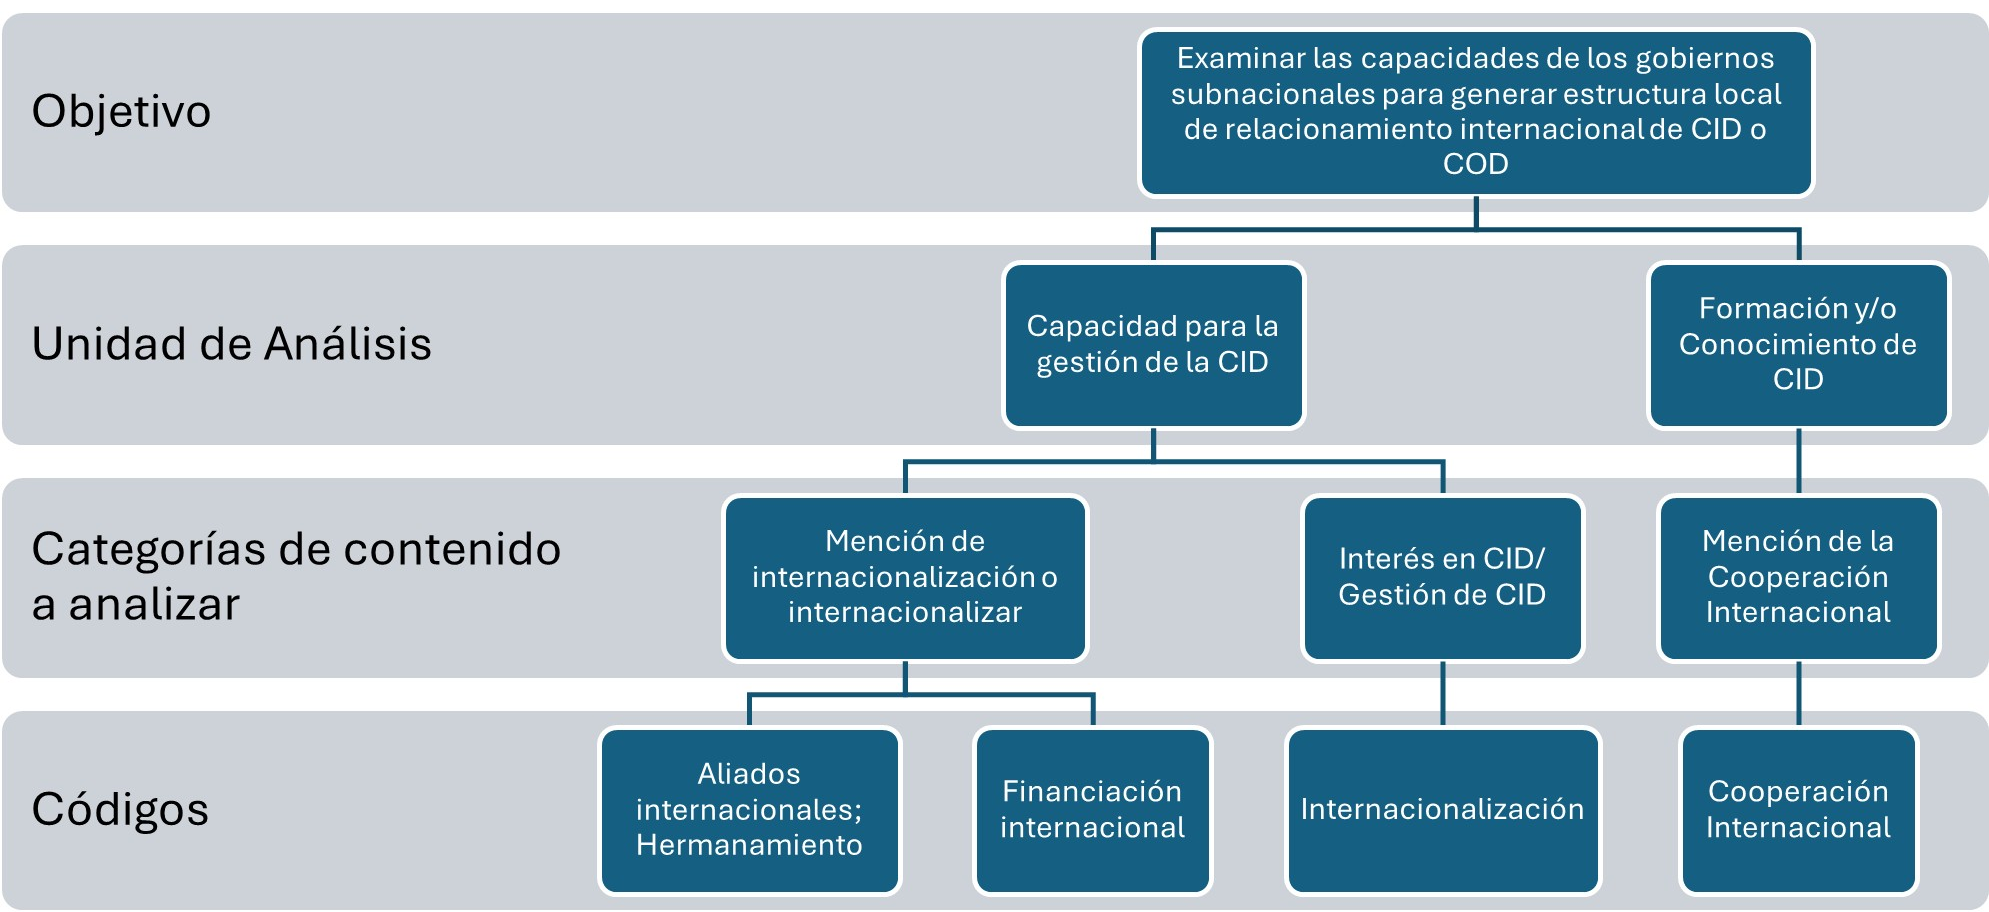 Objetivo
Examinar las capacidades de los gobiernos
subnacionales para generar estructura local
de relacionamiento internacional de CID o
COD
Unidad de Análisis
Capacidad para la
gestión de la CID
Formación y/o
Conocimiento de
CID
Categorías de contenido
a analizar
Mención de
internacionalización o
internacionalizar
Interés en CID/
Gestión de CID
Mención de la
Cooperación
Internacional
Códigos
Aliados
internacionales;
Hermanamiento
Financiación
internacional
Internacionalización
Cooperación
Internacional